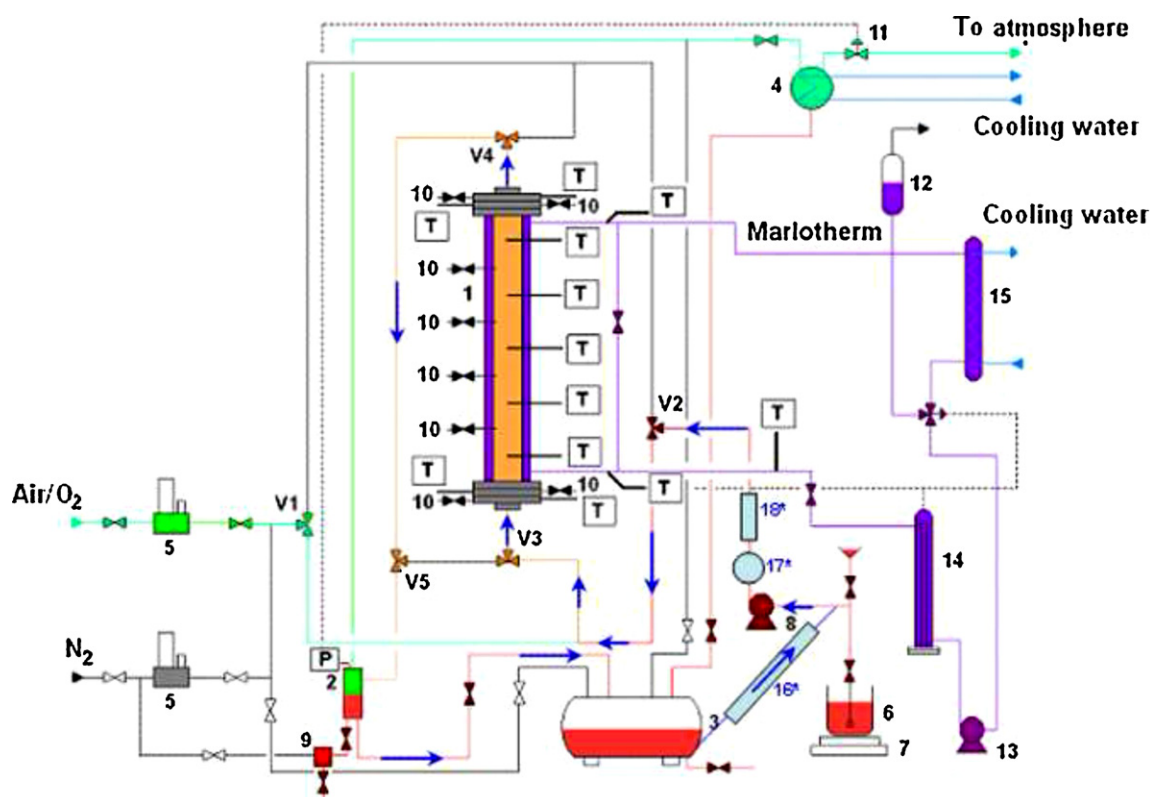 11
To atmosphere
4
Cooling water
V4
10
T
T
10
T
12
T
Marlotherm
Cooling water
T
10
1
T
15
10
T
10
T
V2
T
10
T
T
10
T
10
T
Air/O2
V1
5
V3
18*
V5
17*
14
N2
P
2
8
16*
5
9
3
6
7
13